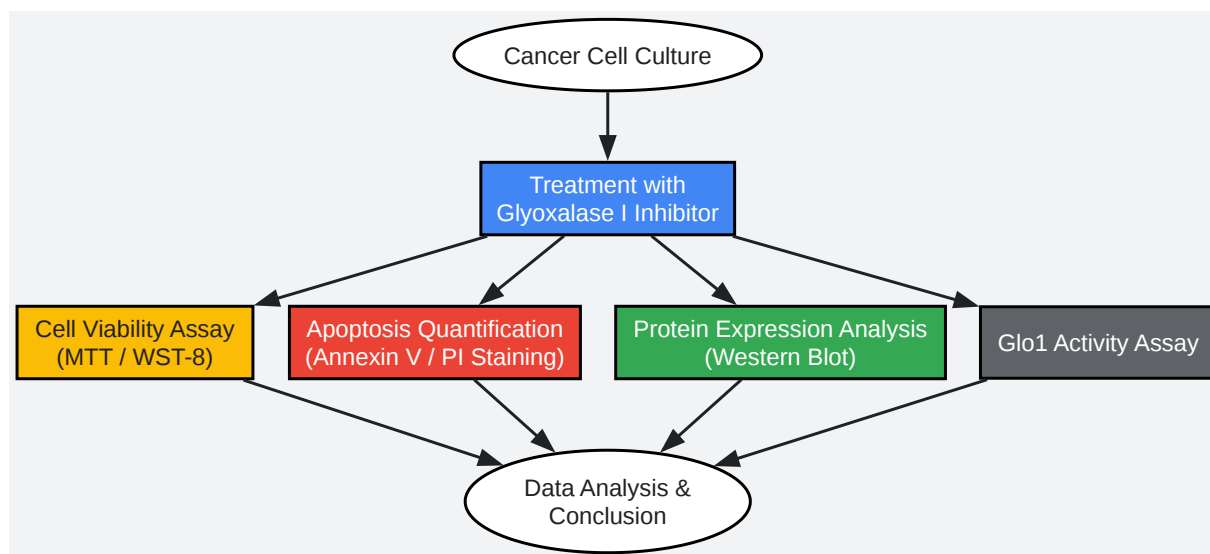 Cancer Cell Culture
Treatment with
Glyoxalase I Inhibitor
Cell Viability Assay
(MTT / WST-8)
Apoptosis Quantification
(Annexin V / PI Staining)
Protein Expression Analysis
(Western Blot)
Glo1 Activity Assay
Data Analysis &
Conclusion